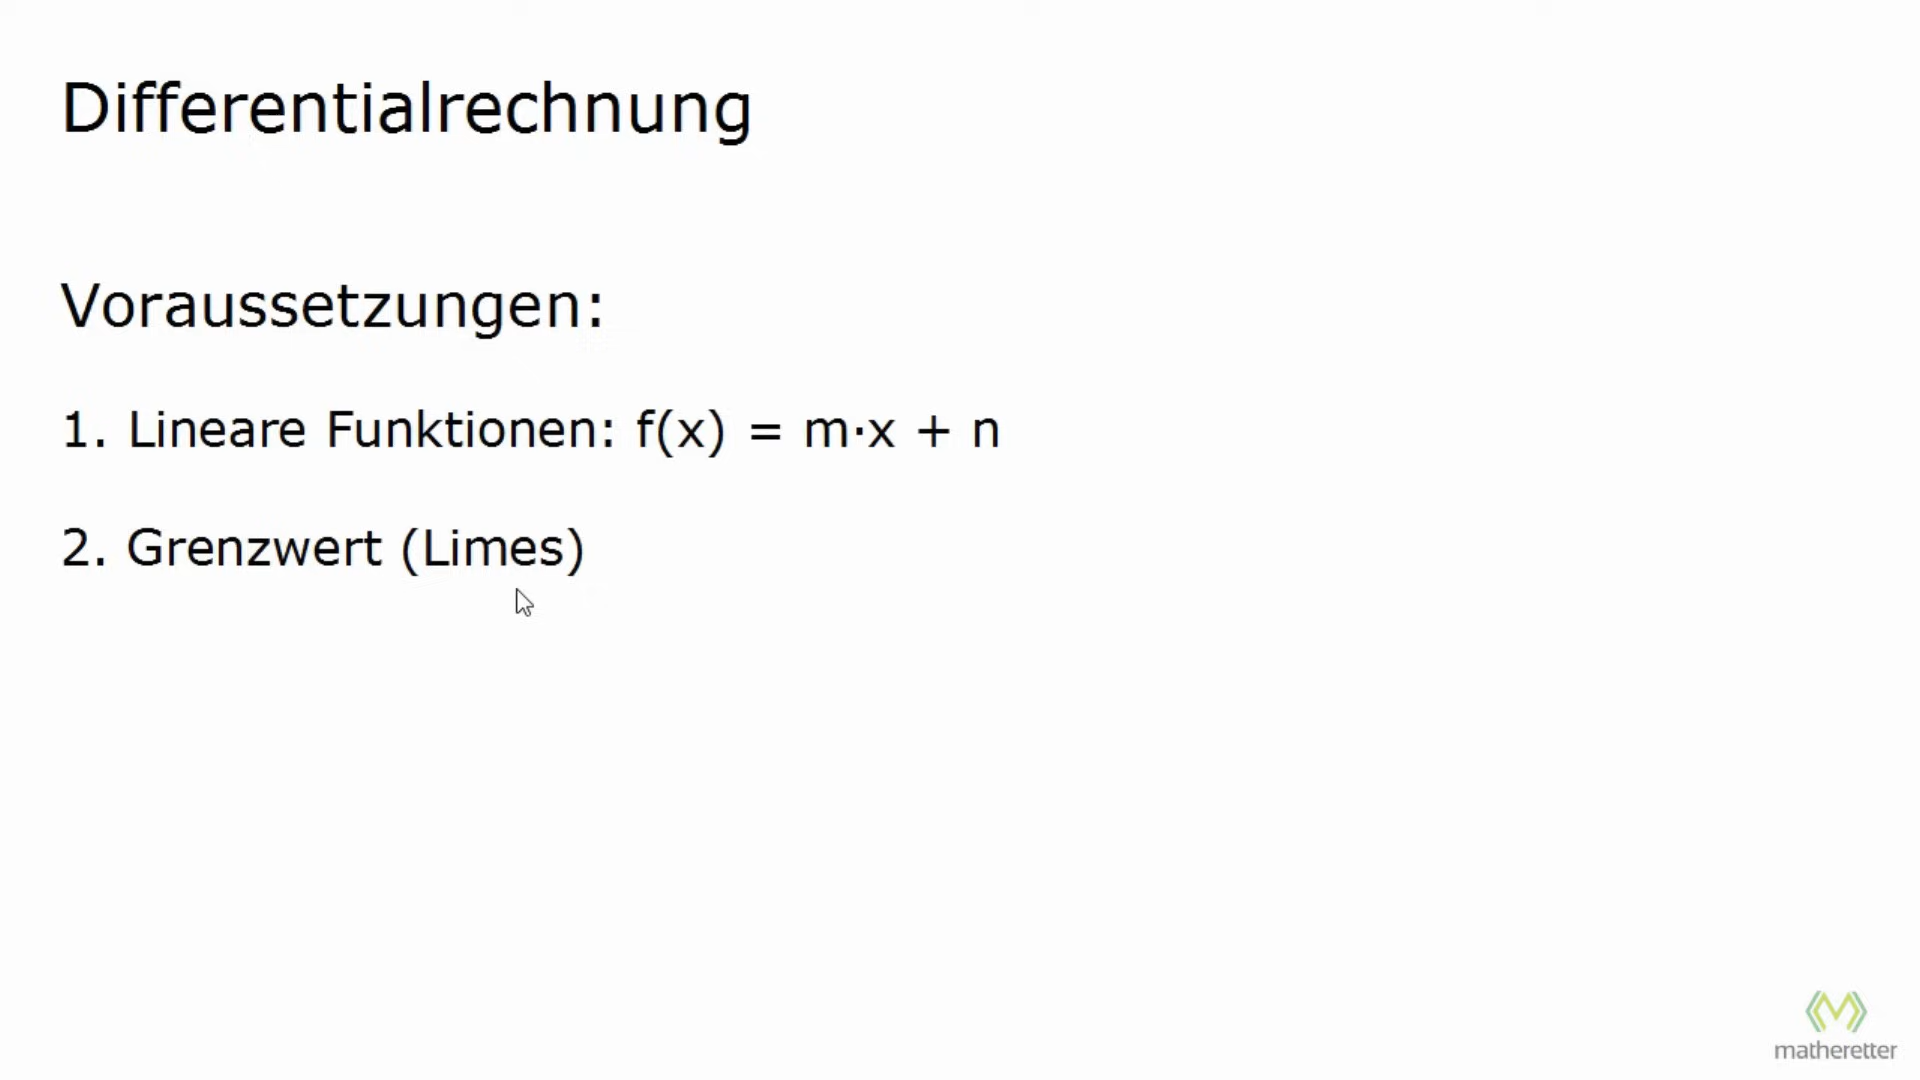 Differentialrechnung
Voraussetzungen:
1. Lineare Funktionen: f(x) = m·x + n
2. Grenzwert (Limes)
matheretter